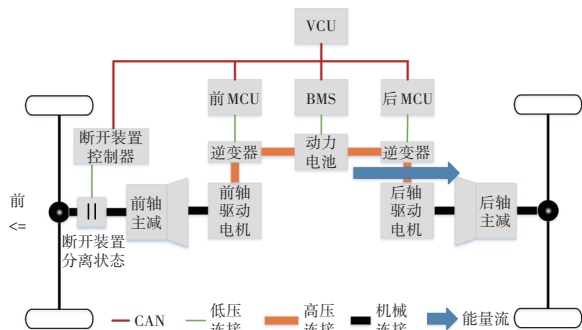 VCU
前MCU
BMS
后MCU
断开装置
控制器
逆变器
动力
电池
逆变器
前
<=
前轴
主减
前轴
驱动
电机
后轴
驱动
电机
后轴
主减
断开装置
分离状态
CAN
低压
连接
高压
连接
机械
连接
能量流